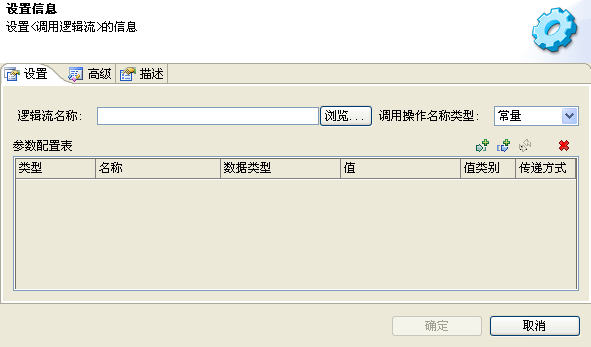 设置信息
设置<调用逻辑流>的信息
设置 高级 描述
逻辑流名称: 浏览... 调用操作名称类型: 常量
参数配置表
类型 名称 数据类型 值 值类别 传递方式
确定 取消